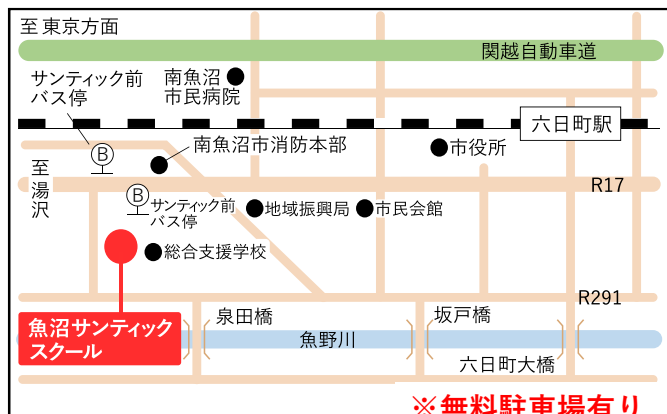 至東京方面
関越自動車道
サンティック前
バス停
南魚沼
市民病院
六日町駅
B
南魚沼市消防本部
市役所
至湯沢
R17
B
サンティック前
バス停
地域振興局
市民会館
総合支援学校
R291
魚沼サンティック
スクール
泉田橋
坂戸橋
魚野川
六日町大橋
※無料駐車場有り